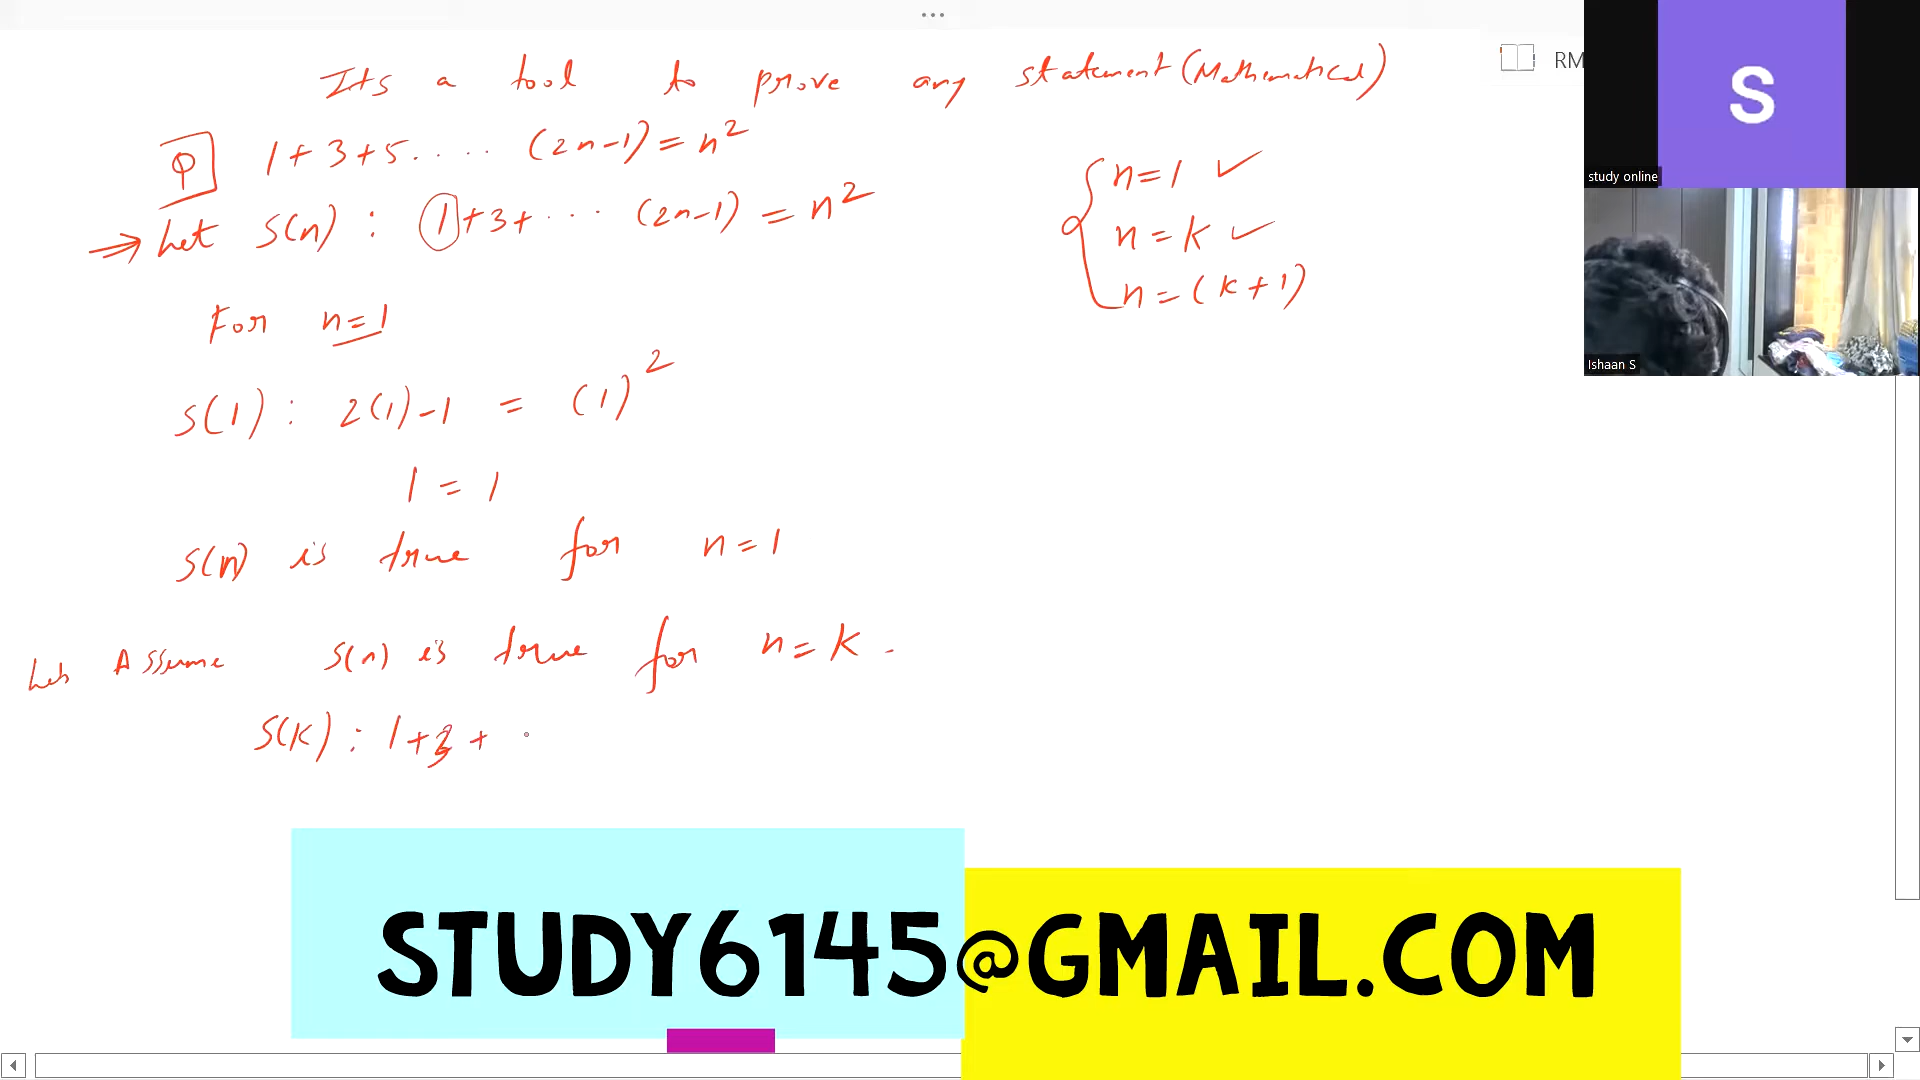 Its a tool to prove any statement (Mathematical)
RM
S
study online
Q 1+3+5.... (2n-1)=n²
⇒ Let S(n) : 1+3+... (2n-1) = n²
n=1 ✓
n=k ✓
n=(k+1)
Ishaan S
For n=1
S(1) : 2(1)-1 = (1)²
1 = 1
S(n) is true for n=1
Lets Assume S(n) is true for n=k.
S(k) : 1+3+ .
STUDY6145@GMAIL.COM